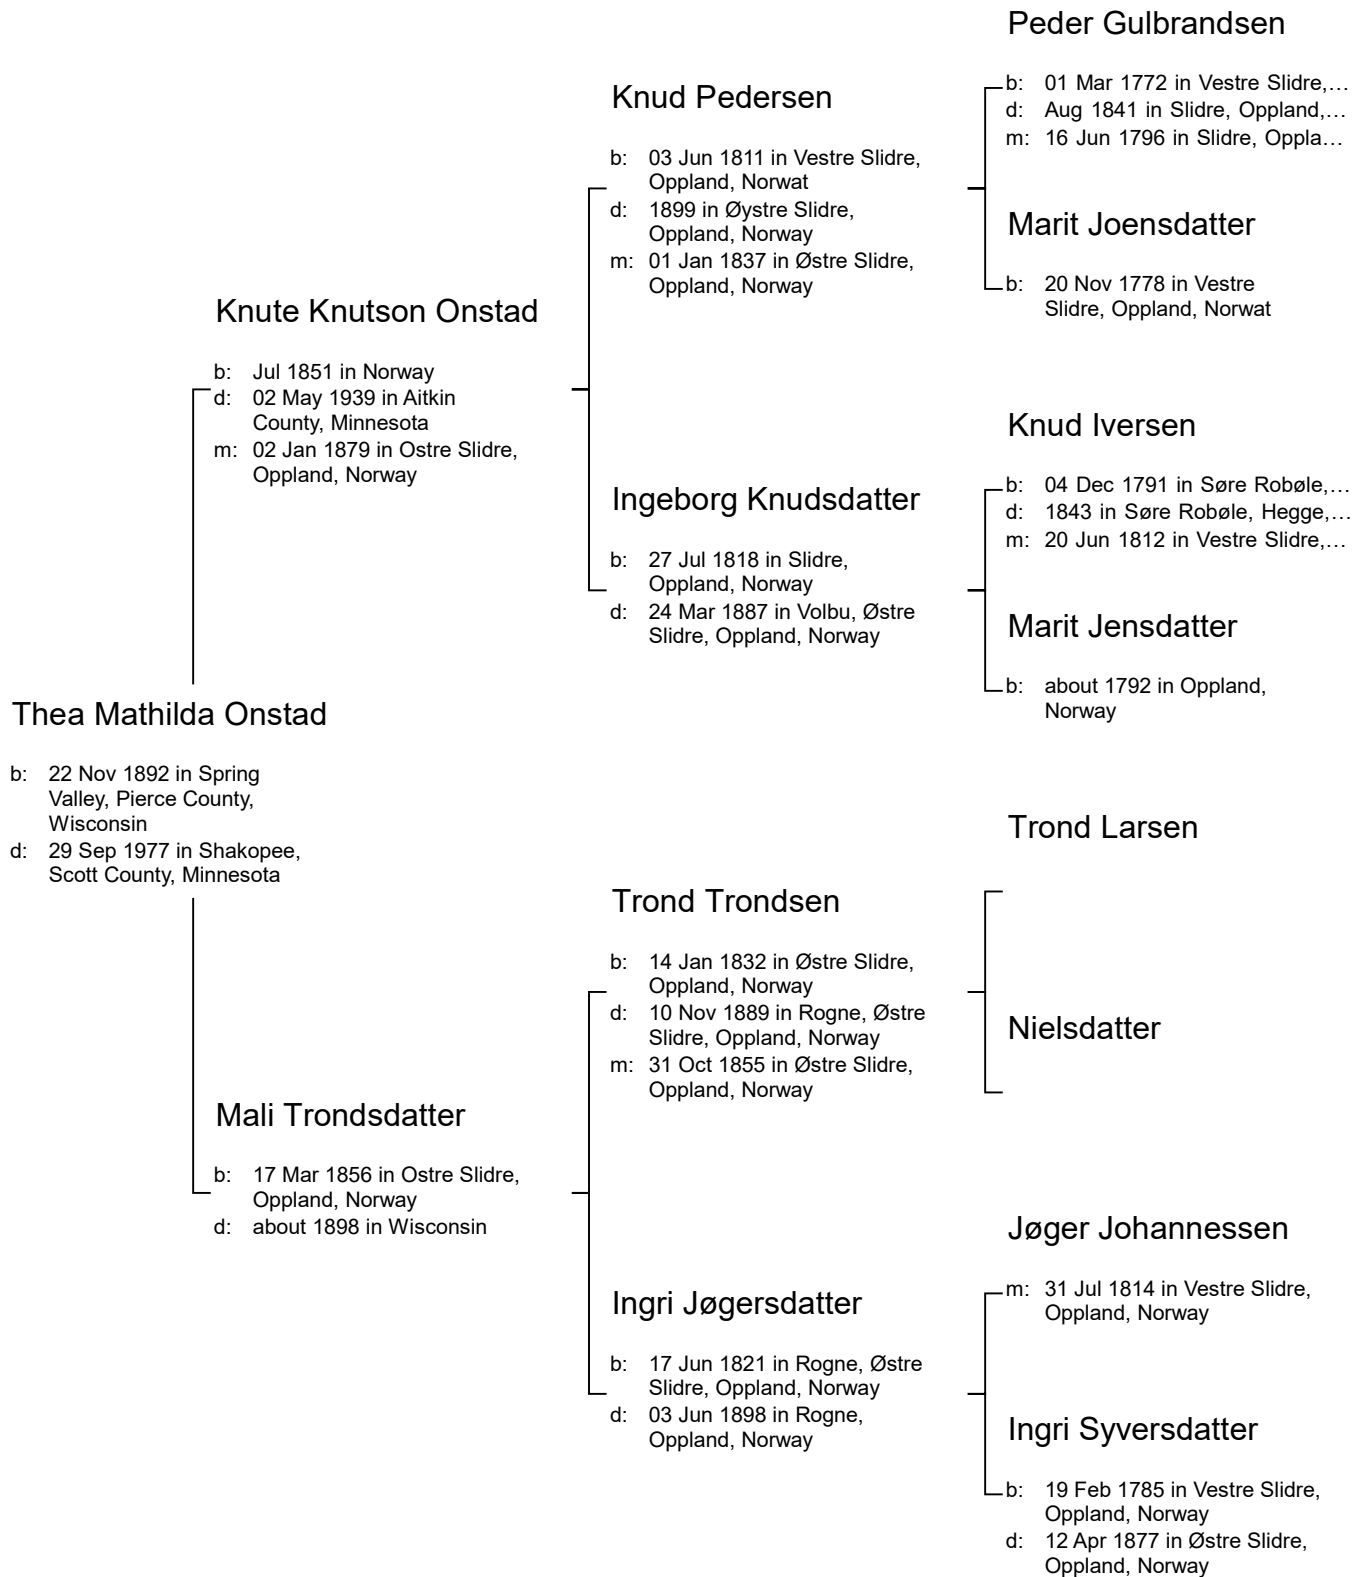 Peder Gulbrandsen
b: 01 Mar 1772 in Vestre Slidre,…
d: Aug 1841 in Slidre, Oppland,…
m: 16 Jun 1796 in Slidre, Oppla…
Knud Pedersen
b: 03 Jun 1811 in Vestre Slidre,
Oppland, Norwat
d: 1899 in Øystre Slidre,
Oppland, Norway
m: 01 Jan 1837 in Østre Slidre,
Oppland, Norway
Marit Joensdatter
b: 20 Nov 1778 in Vestre
Slidre, Oppland, Norwat
Knute Knutson Onstad
b: Jul 1851 in Norway
d: 02 May 1939 in Aitkin
County, Minnesota
m: 02 Jan 1879 in Ostre Slidre,
Oppland, Norway
Knud Iversen
b: 04 Dec 1791 in Søre Robøle,…
d: 1843 in Søre Robøle, Hegge,…
m: 20 Jun 1812 in Vestre Slidre,…
Ingeborg Knudsdatter
b: 27 Jul 1818 in Slidre,
Oppland, Norway
d: 24 Mar 1887 in Volbu, Østre
Slidre, Oppland, Norway
Marit Jensdatter
b: about 1792 in Oppland,
Norway
Thea Mathilda Onstad
b: 22 Nov 1892 in Spring
Valley, Pierce County,
Wisconsin
d: 29 Sep 1977 in Shakopee,
Scott County, Minnesota
Trond Larsen
Trond Trondsen
b: 14 Jan 1832 in Østre Slidre,
Oppland, Norway
d: 10 Nov 1889 in Rogne, Østre
Slidre, Oppland, Norway
m: 31 Oct 1855 in Østre Slidre,
Oppland, Norway
Nielsdatter
Mali Trondsdatter
b: 17 Mar 1856 in Ostre Slidre,
Oppland, Norway
d: about 1898 in Wisconsin
Jøger Johannessen
m: 31 Jul 1814 in Vestre Slidre,
Oppland, Norway
Ingri Jøgersdatter
b: 17 Jun 1821 in Rogne, Østre
Slidre, Oppland, Norway
d: 03 Jun 1898 in Rogne,
Oppland, Norway
Ingri Syversdatter
b: 19 Feb 1785 in Vestre Slidre,
Oppland, Norway
d: 12 Apr 1877 in Østre Slidre,
Oppland, Norway